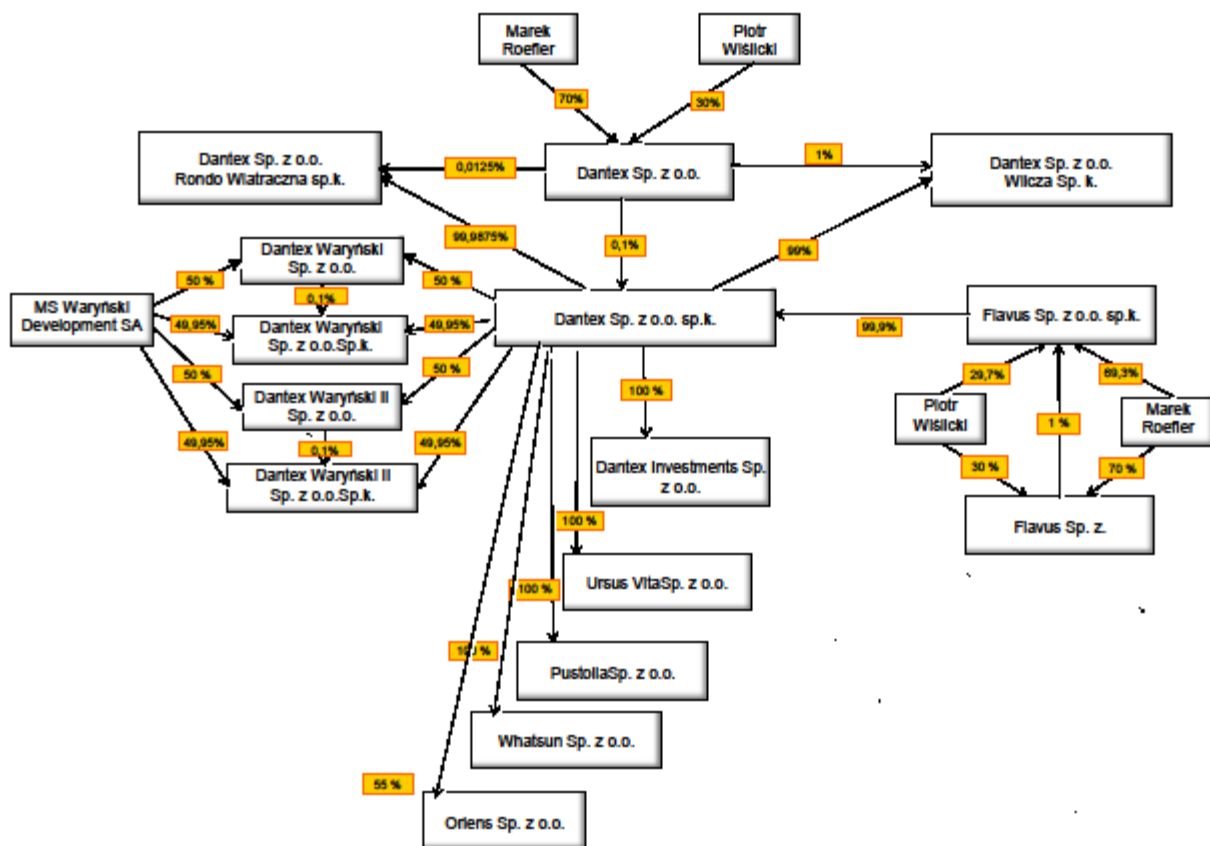 Marek
Roefler
Piotr
Wiślicki
70%
30%
Dantex Sp. z o.o.
Rondo Wiatraczna sp.k.
0,0125%
Dantex Sp. z o.o.
1%
Dantex Sp. z o.o.
Wilcza Sp. k.
99,9875%
0,1%
99%
Dantex Waryński
Sp. z o.o.
50 %
50 %
0,1%
MS Waryński
Development SA
49,95%
Dantex Waryński
Sp. z o.o.Sp.k.
49,95%
Dantex Sp. z o.o. sp.k.
99,9%
Flavus Sp. z o.o. sp.k.
50 %
50 %
Dantex Waryński II
Sp. z o.o.
100 %
29,7%
69,3%
49,95%
0,1%
49,95%
Piotr
Wiślicki
1 %
Marek
Roefler
Dantex Waryński II
Sp. z o.o.Sp.k.
Dantex Investments Sp.
z o.o.
30 %
70 %
100 %
Flavus Sp. z.
100 %
Ursus VitaSp. z o.o.
100 %
PustolaSp. z o.o.
Whatsun Sp. z o.o.
55 %
Oriens Sp. z o.o.